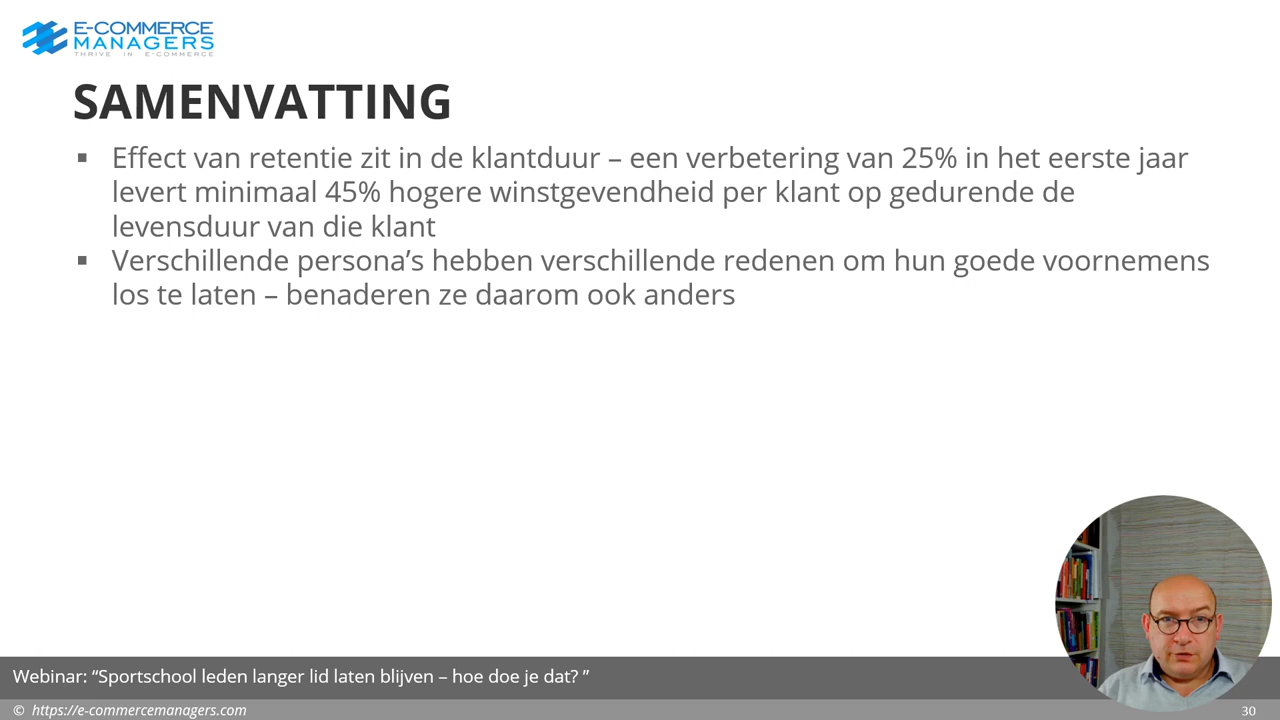 E-COMMERCE
MANAGERS
THRIVE IN E-COMMERCE
SAMENVATTING
▪ Effect van retentie zit in de klantduur – een verbetering van 25% in het eerste jaar
levert minimaal 45% hogere winstgevendheid per klant op gedurende de
levensduur van die klant
▪ Verschillende persona’s hebben verschillende redenen om hun goede voornemens
los te laten – benaderen ze daarom ook anders
Webinar: “Sportschool leden langer lid laten blijven – hoe doe je dat? ”
© https://e-commercemanagers.com
30